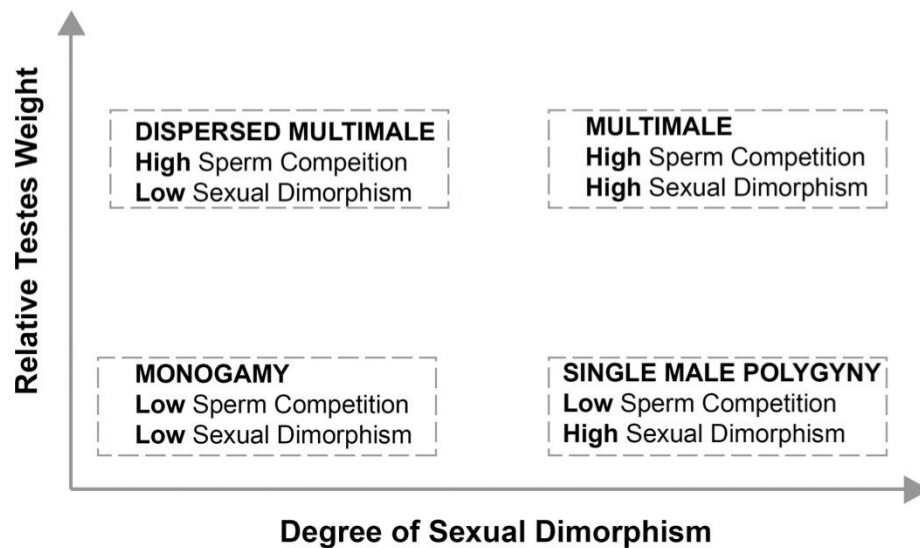 Relative Testes Weight
DISPERSED MULTIMALE
High Sperm Compeition
Low Sexual Dimorphism
MULTIMALE
High Sperm Competition
High Sexual Dimorphism
MONOGAMY
Low Sperm Competition
Low Sexual Dimorphism
SINGLE MALE POLYGYNY
Low Sperm Competition
High Sexual Dimorphism
Degree of Sexual Dimorphism